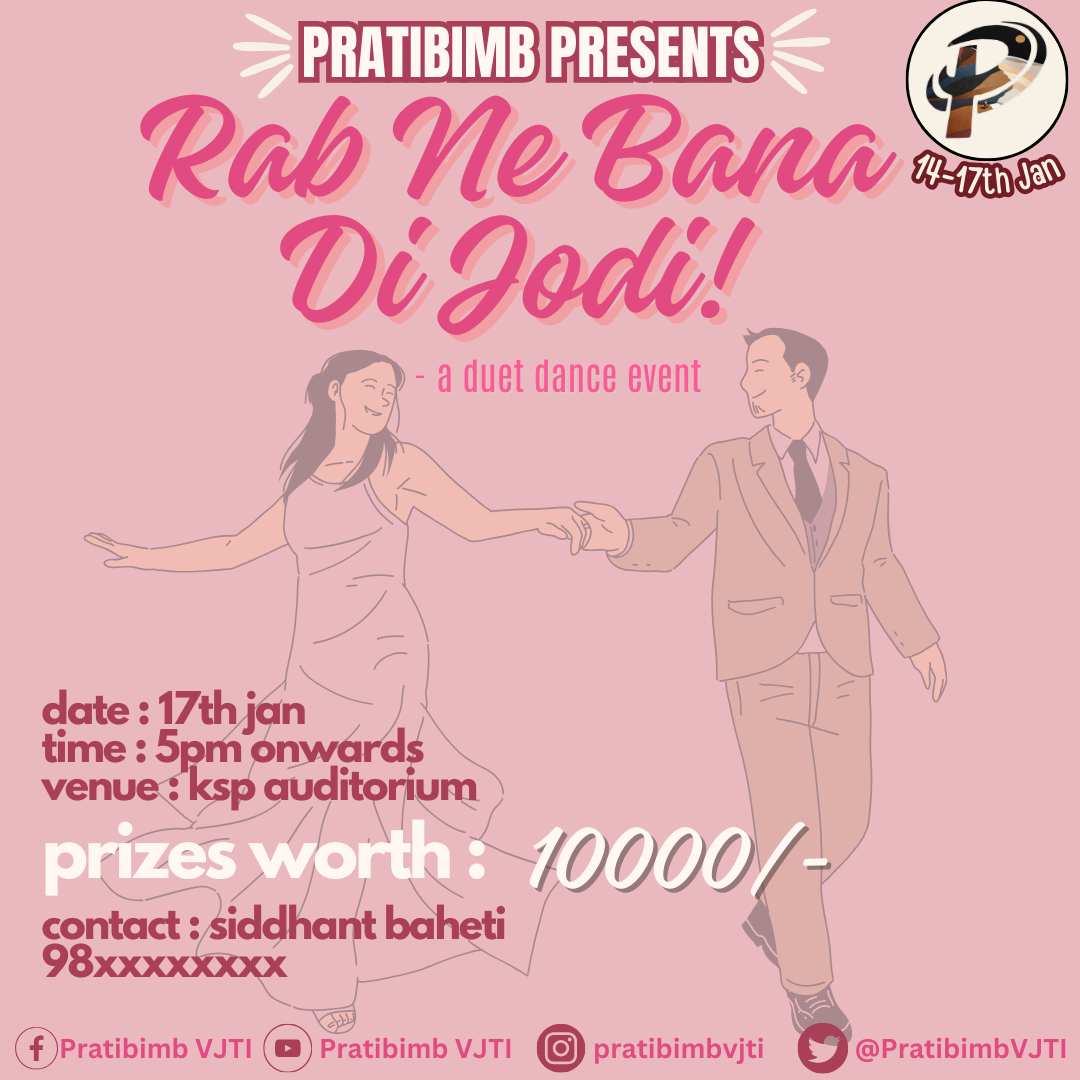 PRATIBIMB PRESENTS
14-17th Jan
Rab Ne Bana
Di Jodi!
- a duet dance event
date : 17th jan
time : 5pm onwards
venue : ksp auditorium
prizes worth : 10000/-
contact : siddhant baheti
98xxxxxxxx
Pratibimb VJTI Pratibimb VJTI pratibimbvjti @PratibimbVJTI